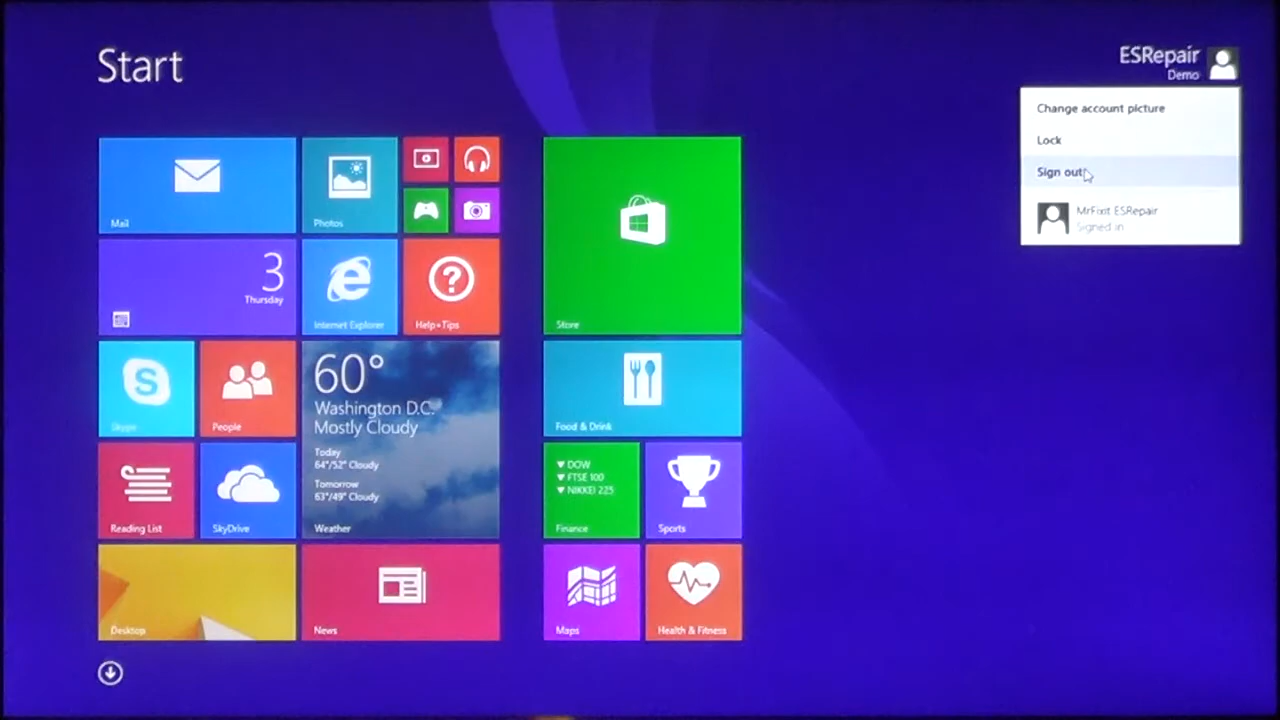 Start
ESRepair
Demo
Change account picture
Lock
Sign out
MrFixit ESRepair
Signed in
Mail
Photos
3
Thursday
Internet Explorer
Help+Tips
Store
Skype
People
60°
Washington D.C.
Mostly Cloudy
Today
64°/52° Cloudy
Tomorrow
63°/49° Cloudy
Weather
Food & Drink
Reading List
SkyDrive
DOW
FTSE 100
NIKKEI 225
Finance
Sports
Desktop
News
Maps
Health & Fitness